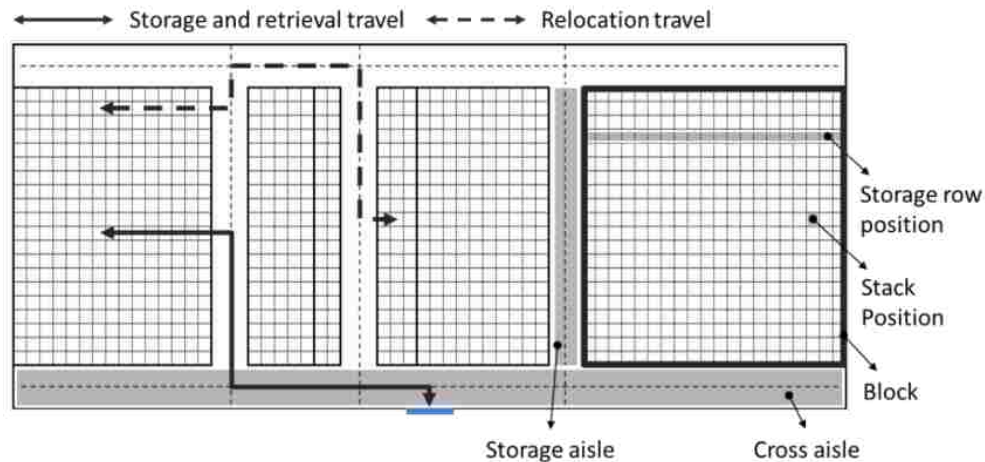 Storage and retrieval travel
Relocation travel
Storage row
position
Stack
Position
Block
Storage aisle
Cross aisle